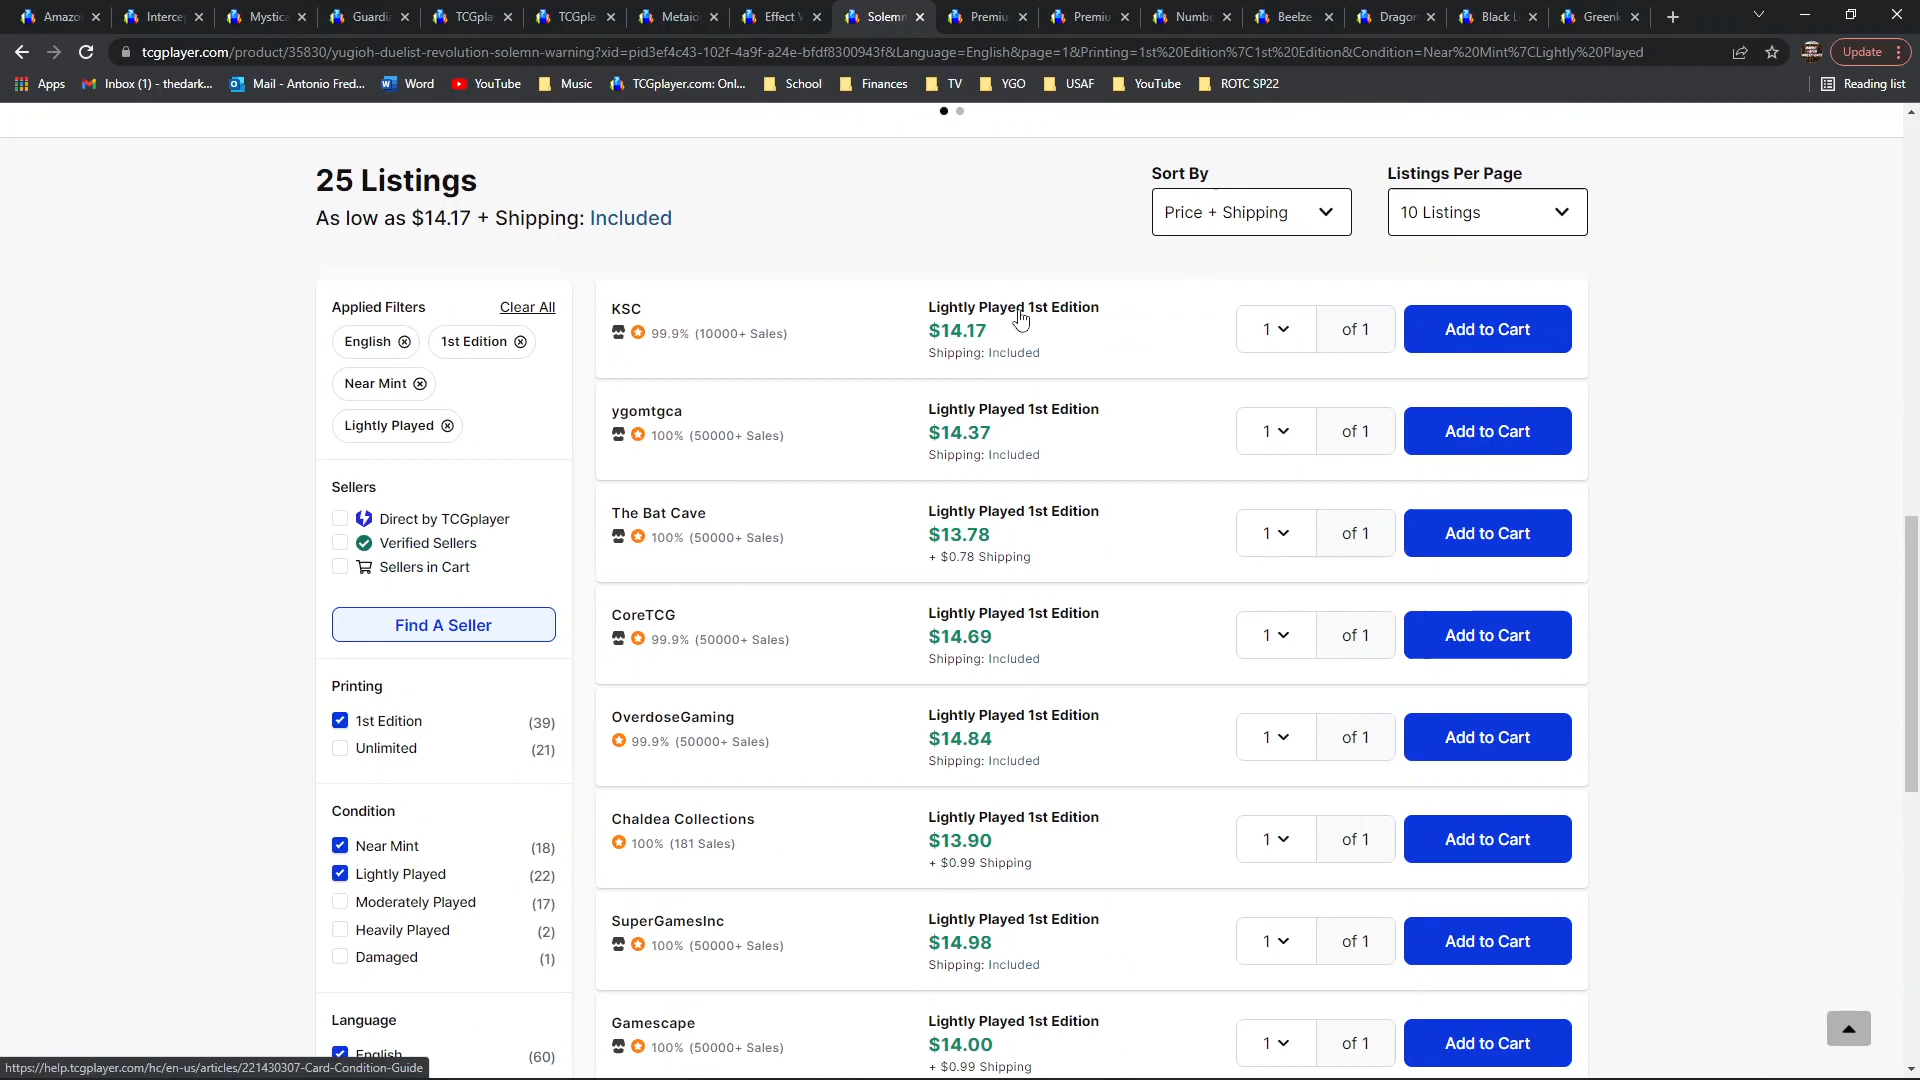 Amazo
Interce
Mystica
Guardia
TCGpla
TCGpla
Metaio
Effect V
Solemn
Premiu
Premiu
Numbe
Beelze
Dragor
Black L
Greenk
tcgplayer.com/product/35830/yugioh-duelist-revolution-solemn-warning?xid=pid3ef4c43-102f-4a9f-a24e-bfdf8300943f&Language=English&page=1&Printing=1st%20Edition%7C1st%20Edition&Condition=Near%20Mint%7CLightly%20Played
Update
Apps
Inbox (1) - thedark...
Mail - Antonio Fred...
Word
YouTube
Music
TCGplayer.com: Onl...
School
Finances
TV
YGO
USAF
YouTube
ROTC SP22
Reading list
25 Listings
As low as $14.17 + Shipping: Included
Sort By
Price + Shipping
Listings Per Page
10 Listings
Applied Filters
Clear All
English
1st Edition
Near Mint
Lightly Played
Sellers
Direct by TCGplayer
Verified Sellers
Sellers in Cart
Find A Seller
Printing
1st Edition (39)
Unlimited (21)
Condition
Near Mint (18)
Lightly Played (22)
Moderately Played (17)
Heavily Played (2)
Damaged (1)
Language
English (60)
KSC
99.9% (10000+ Sales)
Lightly Played 1st Edition
$14.17
Shipping: Included
1
of 1
Add to Cart
ygomtgca
100% (50000+ Sales)
Lightly Played 1st Edition
$14.37
Shipping: Included
1
of 1
Add to Cart
The Bat Cave
100% (50000+ Sales)
Lightly Played 1st Edition
$13.78
+ $0.78 Shipping
1
of 1
Add to Cart
CoreTCG
99.9% (50000+ Sales)
Lightly Played 1st Edition
$14.69
Shipping: Included
1
of 1
Add to Cart
OverdoseGaming
99.9% (50000+ Sales)
Lightly Played 1st Edition
$14.84
Shipping: Included
1
of 1
Add to Cart
Chaldea Collections
100% (181 Sales)
Lightly Played 1st Edition
$13.90
+ $0.99 Shipping
1
of 1
Add to Cart
SuperGamesInc
100% (50000+ Sales)
Lightly Played 1st Edition
$14.98
Shipping: Included
1
of 1
Add to Cart
Gamescape
100% (50000+ Sales)
Lightly Played 1st Edition
$14.00
+ $0.99 Shipping
1
of 1
Add to Cart
https://help.tcgplayer.com/hc/en-us/articles/221430307-Card-Condition-Guide